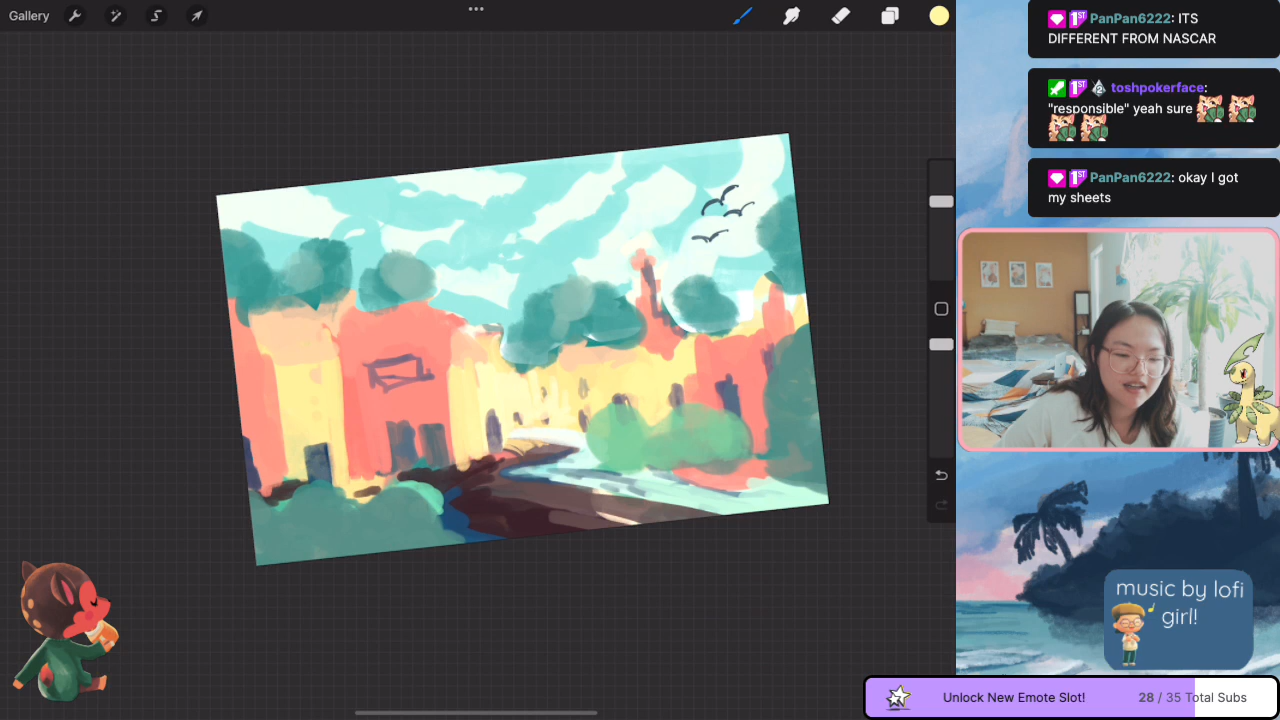 Gallery
PanPan6222: ITS
DIFFERENT FROM NASCAR
toshpokerface:
"responsible" yeah sure
PanPan6222: okay I got
my sheets
music by lofi
girl!
Unlock New Emote Slot! 28 / 35 Total Subs